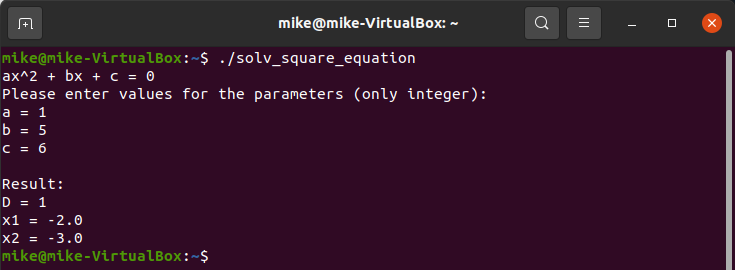 mike@mike-VirtualBox: ~
mike@mike-VirtualBox:~$ ./solv_square_equation
ax^2 + bx + c = 0
Please enter values for the parameters (only integer):
a = 1
b = 5
c = 6

Result:
D = 1
x1 = -2.0
x2 = -3.0
mike@mike-VirtualBox:~$